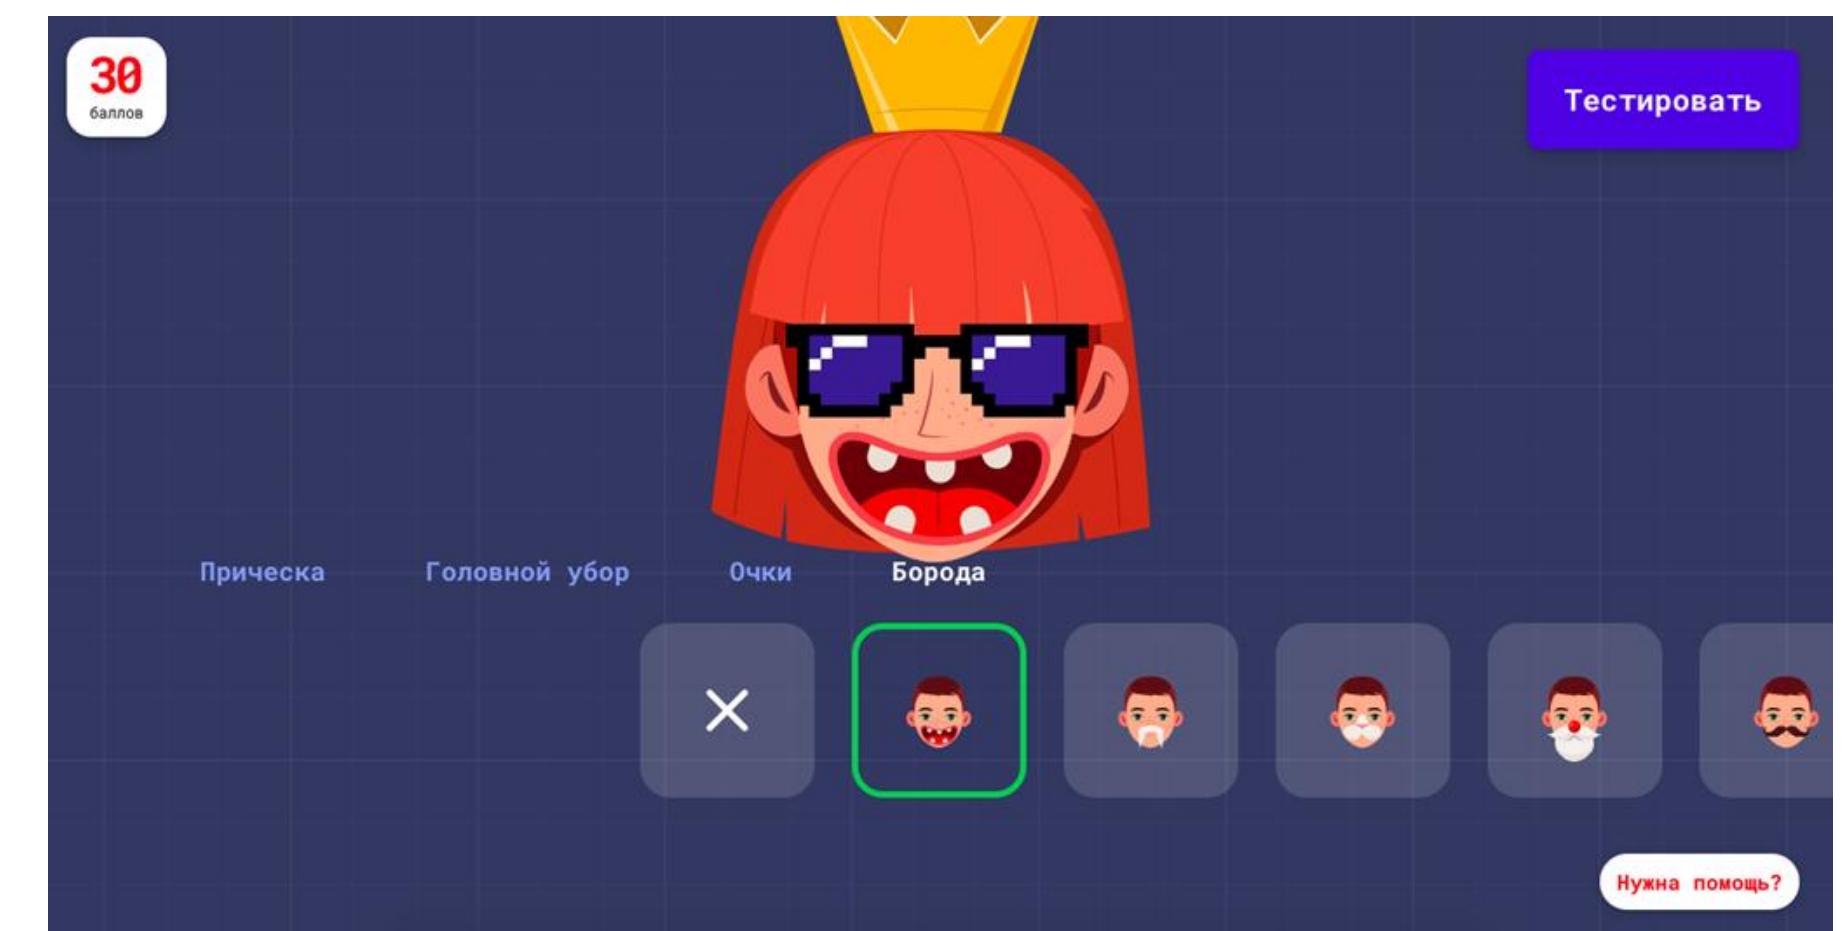 30
баллов
Тестировать
Прическа
Головной убор
Очки
Борода
Нужна помощь?